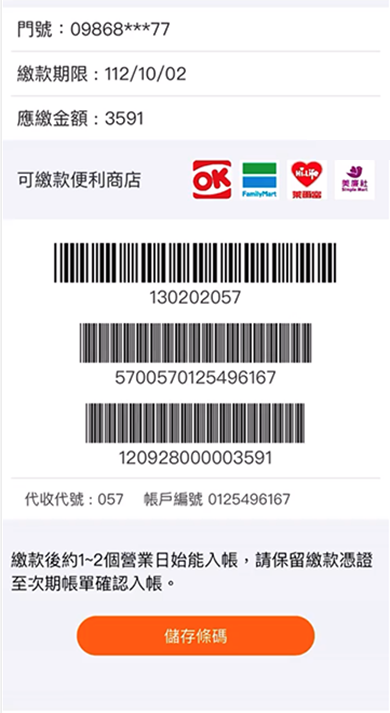 門號：09868***77
繳款期限：112/10/02
應繳金額：3591
可繳款便利商店
OK FamilyMart Hi-Life 萊爾富 美廉社 Simple Mart
130202057
5700570125496167
120928000003591
代收代號：057 帳戶編號 0125496167
繳款後約1~2個營業日始能入帳，請保留繳款憑證
至次期帳單確認入帳。
儲存條碼